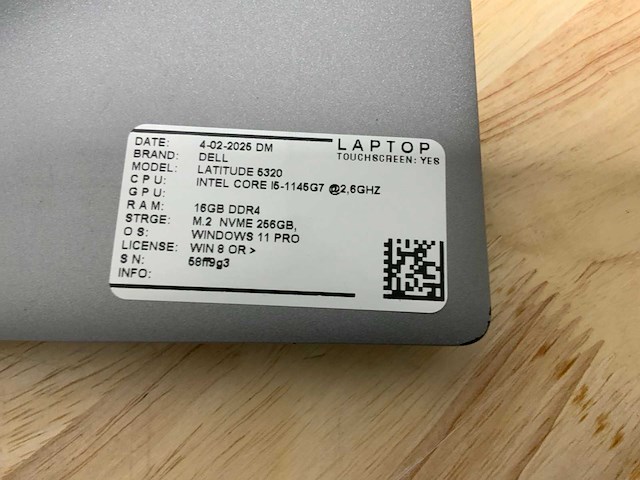 LAPTOP
TOUCHSCREEN: YES
DATE: 4-02-2025 DM
BRAND: DELL
MODEL: LATITUDE 5320
CPU: INTEL CORE I5-1145G7 @2,6GHZ
GPU:
RAM: 16GB DDR4
STRGE: M.2 NVME 256GB,
OS: WINDOWS 11 PRO
LICENSE: WIN 8 OR >
SN: 58ff9g3
INFO: